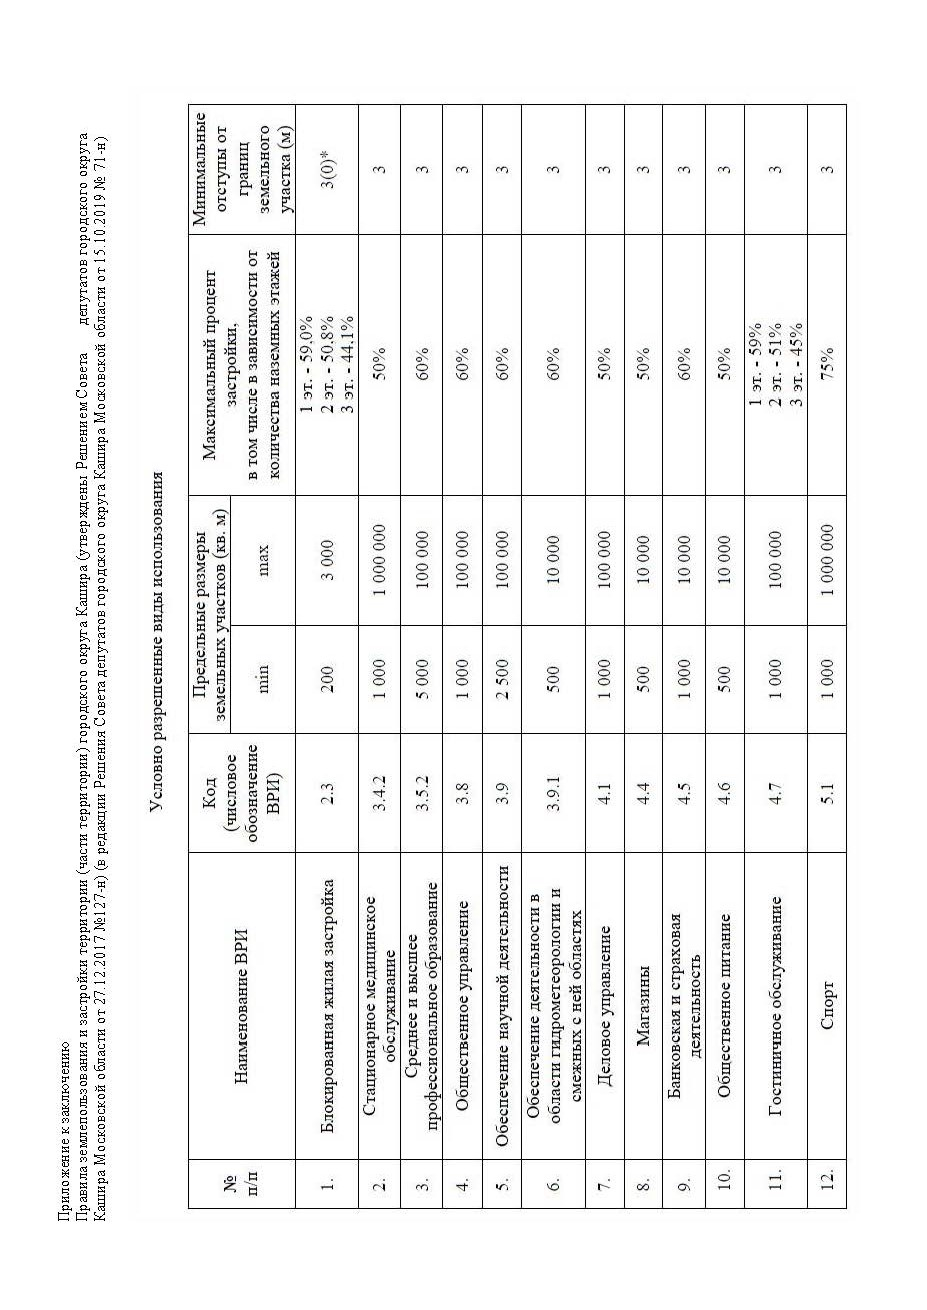 Приложение к заключению
Правила землепользования и застройки территории (части территории) городского округа Кашира (утверждены Решением Совета депутатов городского округа
Кашира Московской области от 27.12.2017 №127-н) (в редакции Решения Совета депутатов городского округа Кашира Московской области от 15.10.2019 № 71-н)
Условно разрешенные виды использования
№
п/п
Наименование ВРИ
Код
(числовое
обозначение
ВРИ)
Предельные размеры
земельных участков (кв. м)
min
max
Максимальный процент
застройки,
в том числе в зависимости от
количества наземных этажей
Минимальные
отступы от
границ
земельного
участка (м)
1.
Блокированная жилая застройка
2.3
200
3 000
1 эт. - 59,0%
2 эт. - 50,8%
3 эт. - 44,1%
3(0)*
2.
Стационарное медицинское
обслуживание
3.4.2
1 000
1 000 000
50%
3
3.
Среднее и высшее
профессиональное образование
3.5.2
5 000
100 000
60%
3
4.
Общественное управление
3.8
1 000
100 000
60%
3
5.
Обеспечение научной деятельности
3.9
2 500
100 000
60%
3
6.
Обеспечение деятельности в
области гидрометеорологии и
смежных с ней областях
3.9.1
500
10 000
60%
3
7.
Деловое управление
4.1
1 000
100 000
50%
3
8.
Магазины
4.4
500
10 000
50%
3
9.
Банковская и страховая
деятельность
4.5
1 000
10 000
60%
3
10.
Общественное питание
4.6
500
10 000
50%
3
11.
Гостиничное обслуживание
4.7
1 000
100 000
1 эт. - 59%
2 эт. - 51%
3 эт. - 45%
3
12.
Спорт
5.1
1 000
1 000 000
75%
3